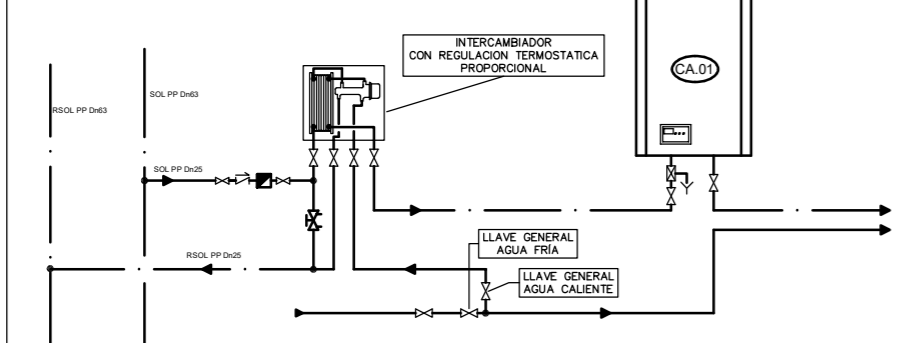 INTERCAMBIADOR
CON REGULACION TERMOSTATICA
PROPORCIONAL
CA.01
SOL PP Dn63
RSOL PP Dn63
SOL PP Dn25
LLAVE GENERAL
AGUA FRÍA
RSOL PP Dn25
LLAVE GENERAL
AGUA CALIENTE